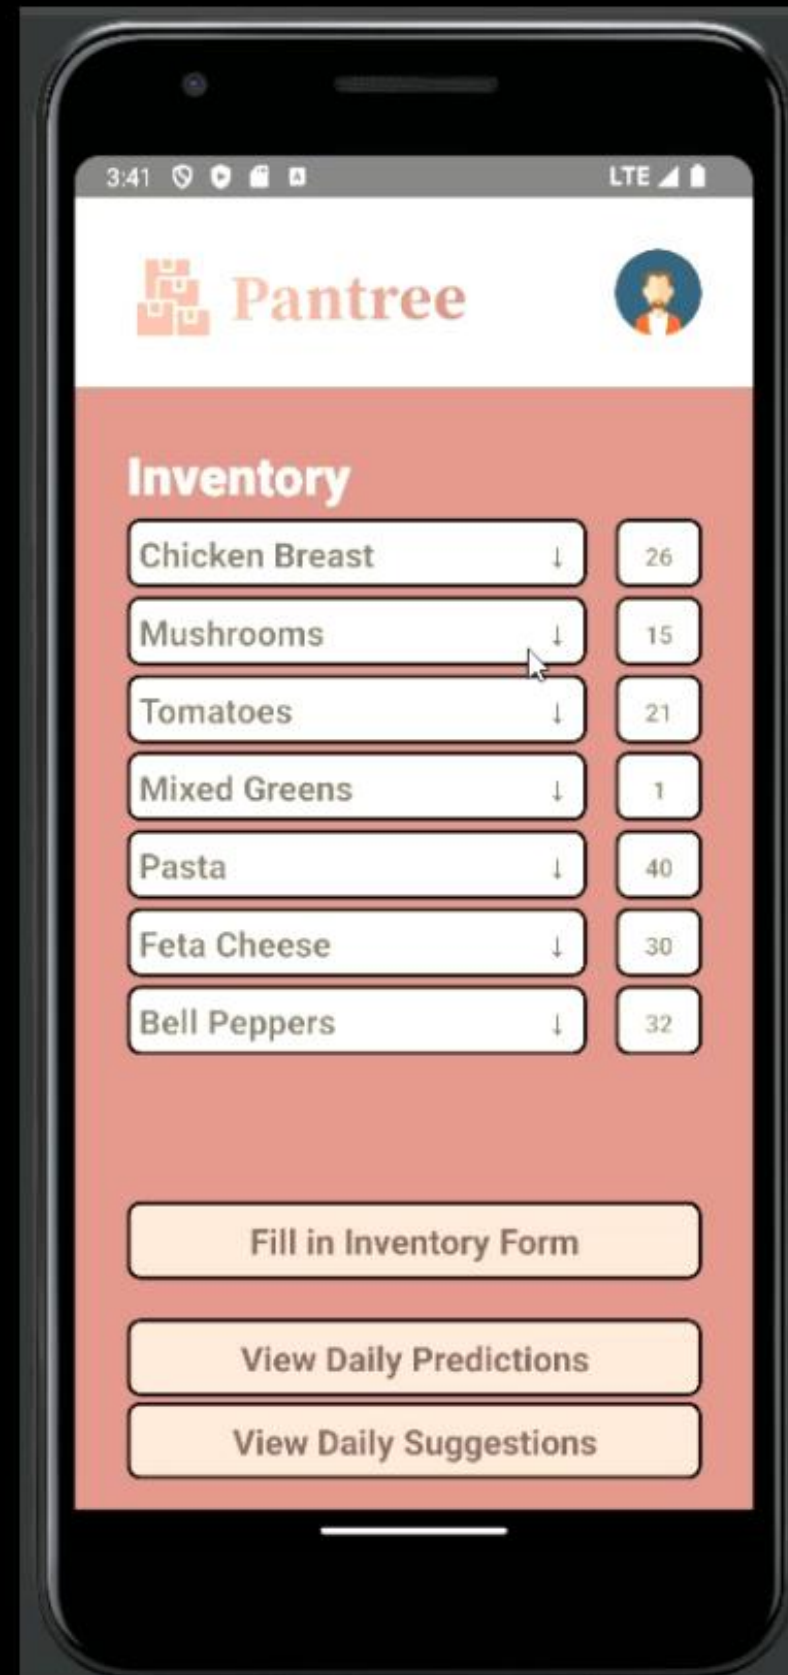 3:41 LTE
Pantree
Inventory
Chicken Breast ↓ 26
Mushrooms ↓ 15
Tomatoes ↓ 21
Mixed Greens ↓ 1
Pasta ↓ 40
Feta Cheese ↓ 30
Bell Peppers ↓ 32
Fill in Inventory Form
View Daily Predictions
View Daily Suggestions